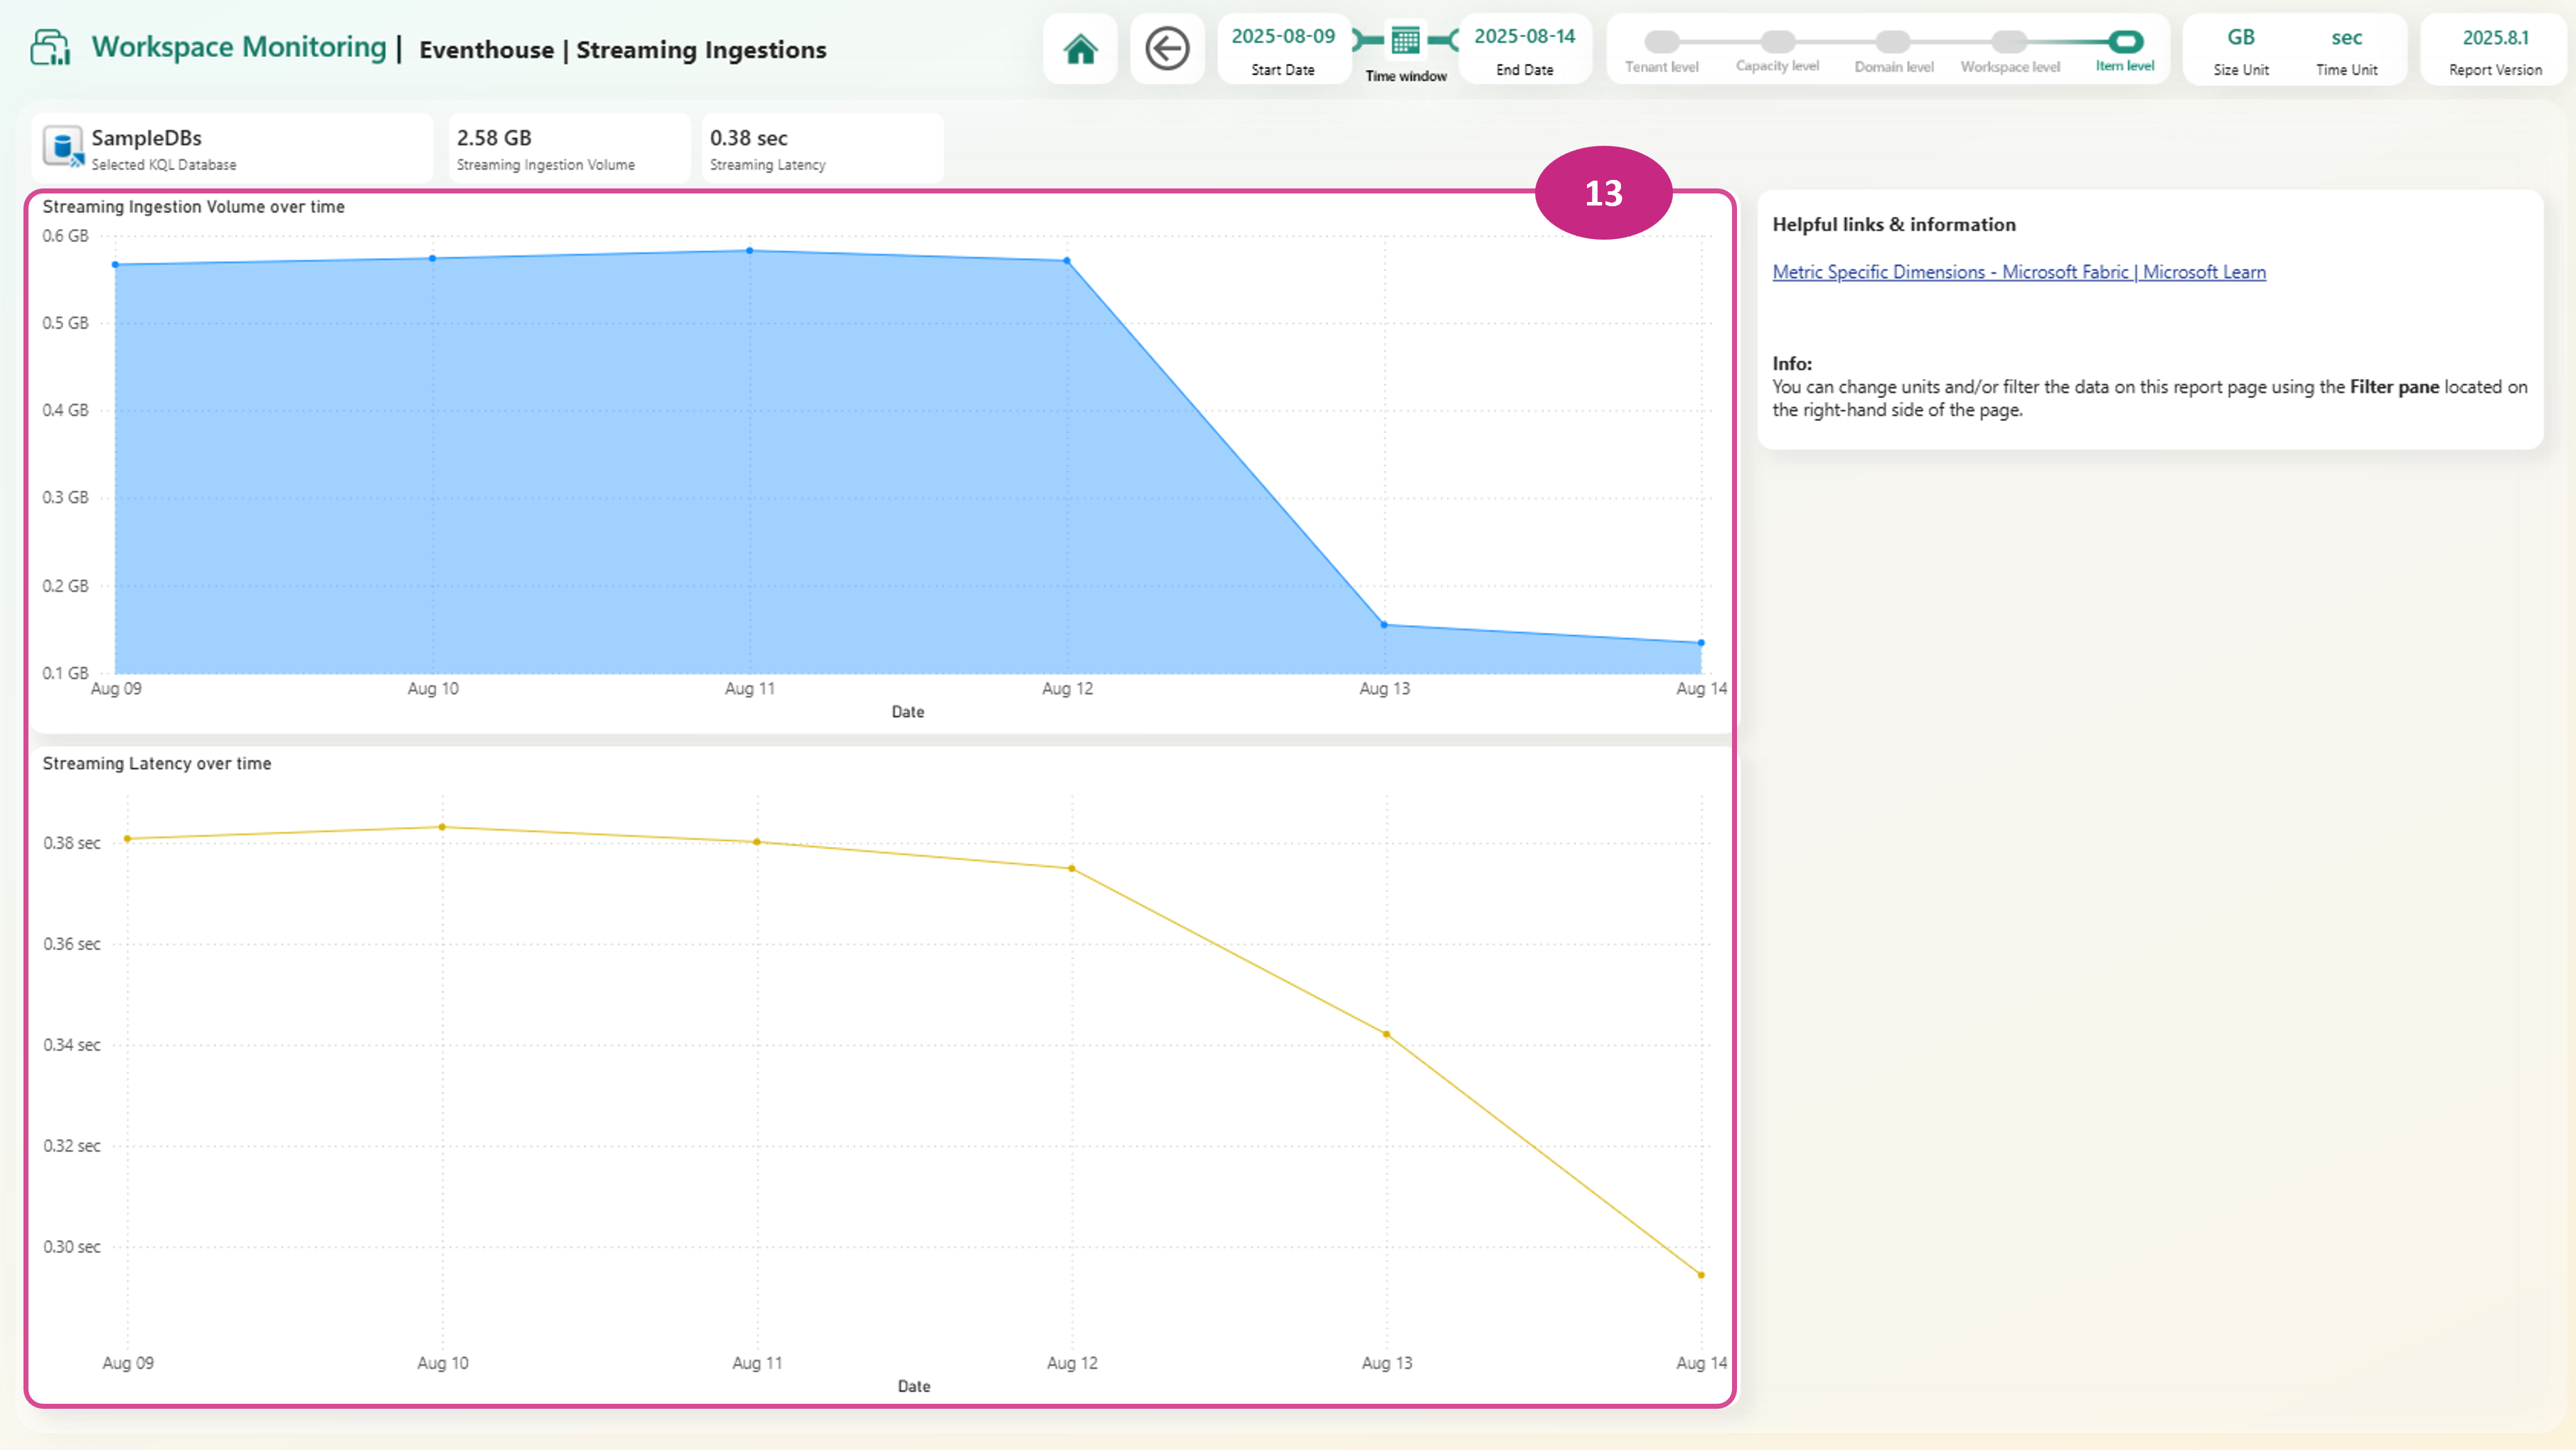 Workspace Monitoring | Eventhouse | Streaming Ingestions
2025-08-09
Start Date
Time window
2025-08-14
End Date
Tenant level
Capacity level
Domain level
Workspace level
Item level
GB
Size Unit
sec
Time Unit
2025.8.1
Report Version
SampleDBs
Selected KQL Database
2.58 GB
Streaming Ingestion Volume
0.38 sec
Streaming Latency
13
Streaming Ingestion Volume over time
0.6 GB
0.5 GB
0.4 GB
0.3 GB
0.2 GB
0.1 GB
Aug 09
Aug 10
Aug 11
Aug 12
Aug 13
Aug 14
Date
Streaming Latency over time
0.38 sec
0.36 sec
0.34 sec
0.32 sec
0.30 sec
Aug 09
Aug 10
Aug 11
Aug 12
Aug 13
Aug 14
Date
Helpful links & information
Metric Specific Dimensions - Microsoft Fabric | Microsoft Learn
Info:
You can change units and/or filter the data on this report page using the Filter pane located on
the right-hand side of the page.